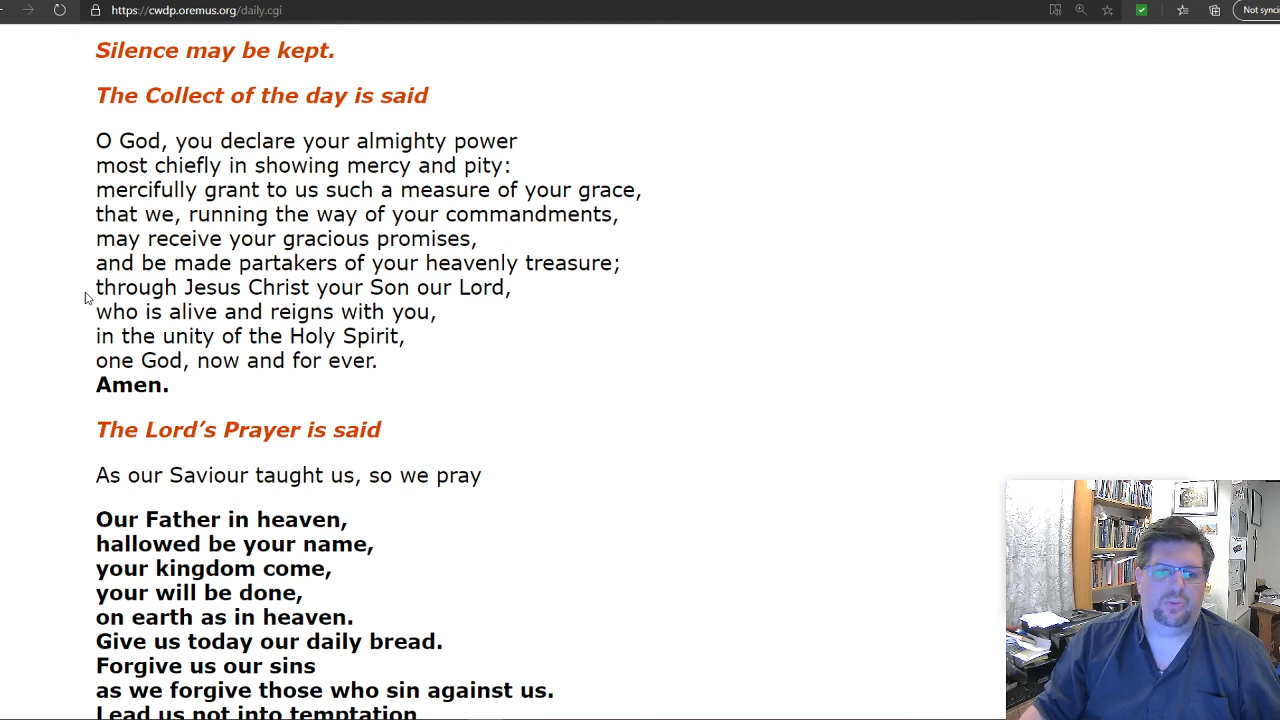 https://cwdp.oremus.org/daily.cgi
Not synci
Silence may be kept.
The Collect of the day is said
O God, you declare your almighty power
most chiefly in showing mercy and pity:
mercifully grant to us such a measure of your grace,
that we, running the way of your commandments,
may receive your gracious promises,
and be made partakers of your heavenly treasure;
through Jesus Christ your Son our Lord,
who is alive and reigns with you,
in the unity of the Holy Spirit,
one God, now and for ever.
Amen.
The Lord’s Prayer is said
As our Saviour taught us, so we pray
Our Father in heaven,
hallowed be your name,
your kingdom come,
your will be done,
on earth as in heaven.
Give us today our daily bread.
Forgive us our sins
as we forgive those who sin against us.
Lead us not into temptation